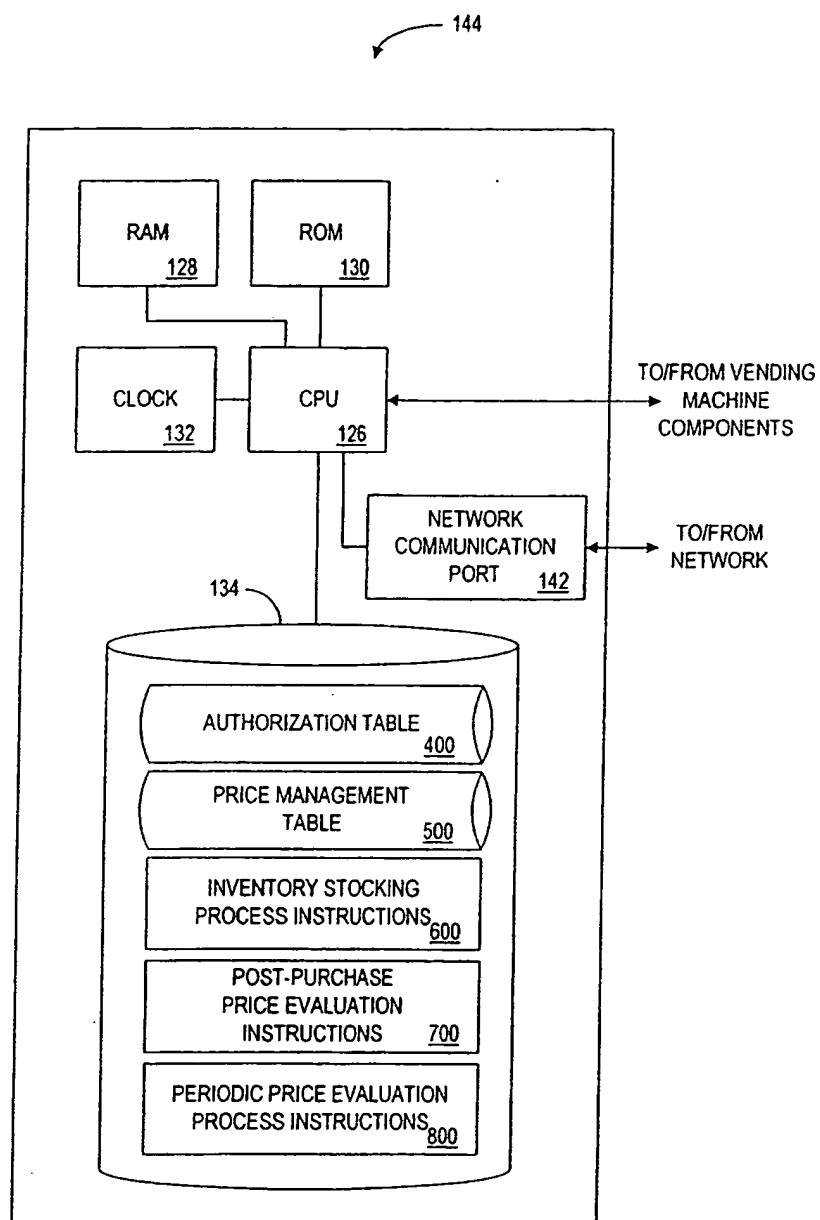 144
RAM
128
ROM
130
CLOCK
132
CPU
126
TO/FROM VENDING
MACHINE
COMPONENTS
NETWORK
COMMUNICATION
PORT
142
TO/FROM
NETWORK
134
AUTHORIZATION TABLE
400
PRICE MANAGEMENT
TABLE
500
INVENTORY STOCKING
PROCESS INSTRUCTIONS
600
POST-PURCHASE
PRICE EVALUATION
INSTRUCTIONS
700
PERIODIC PRICE EVALUATION
PROCESS INSTRUCTIONS
800